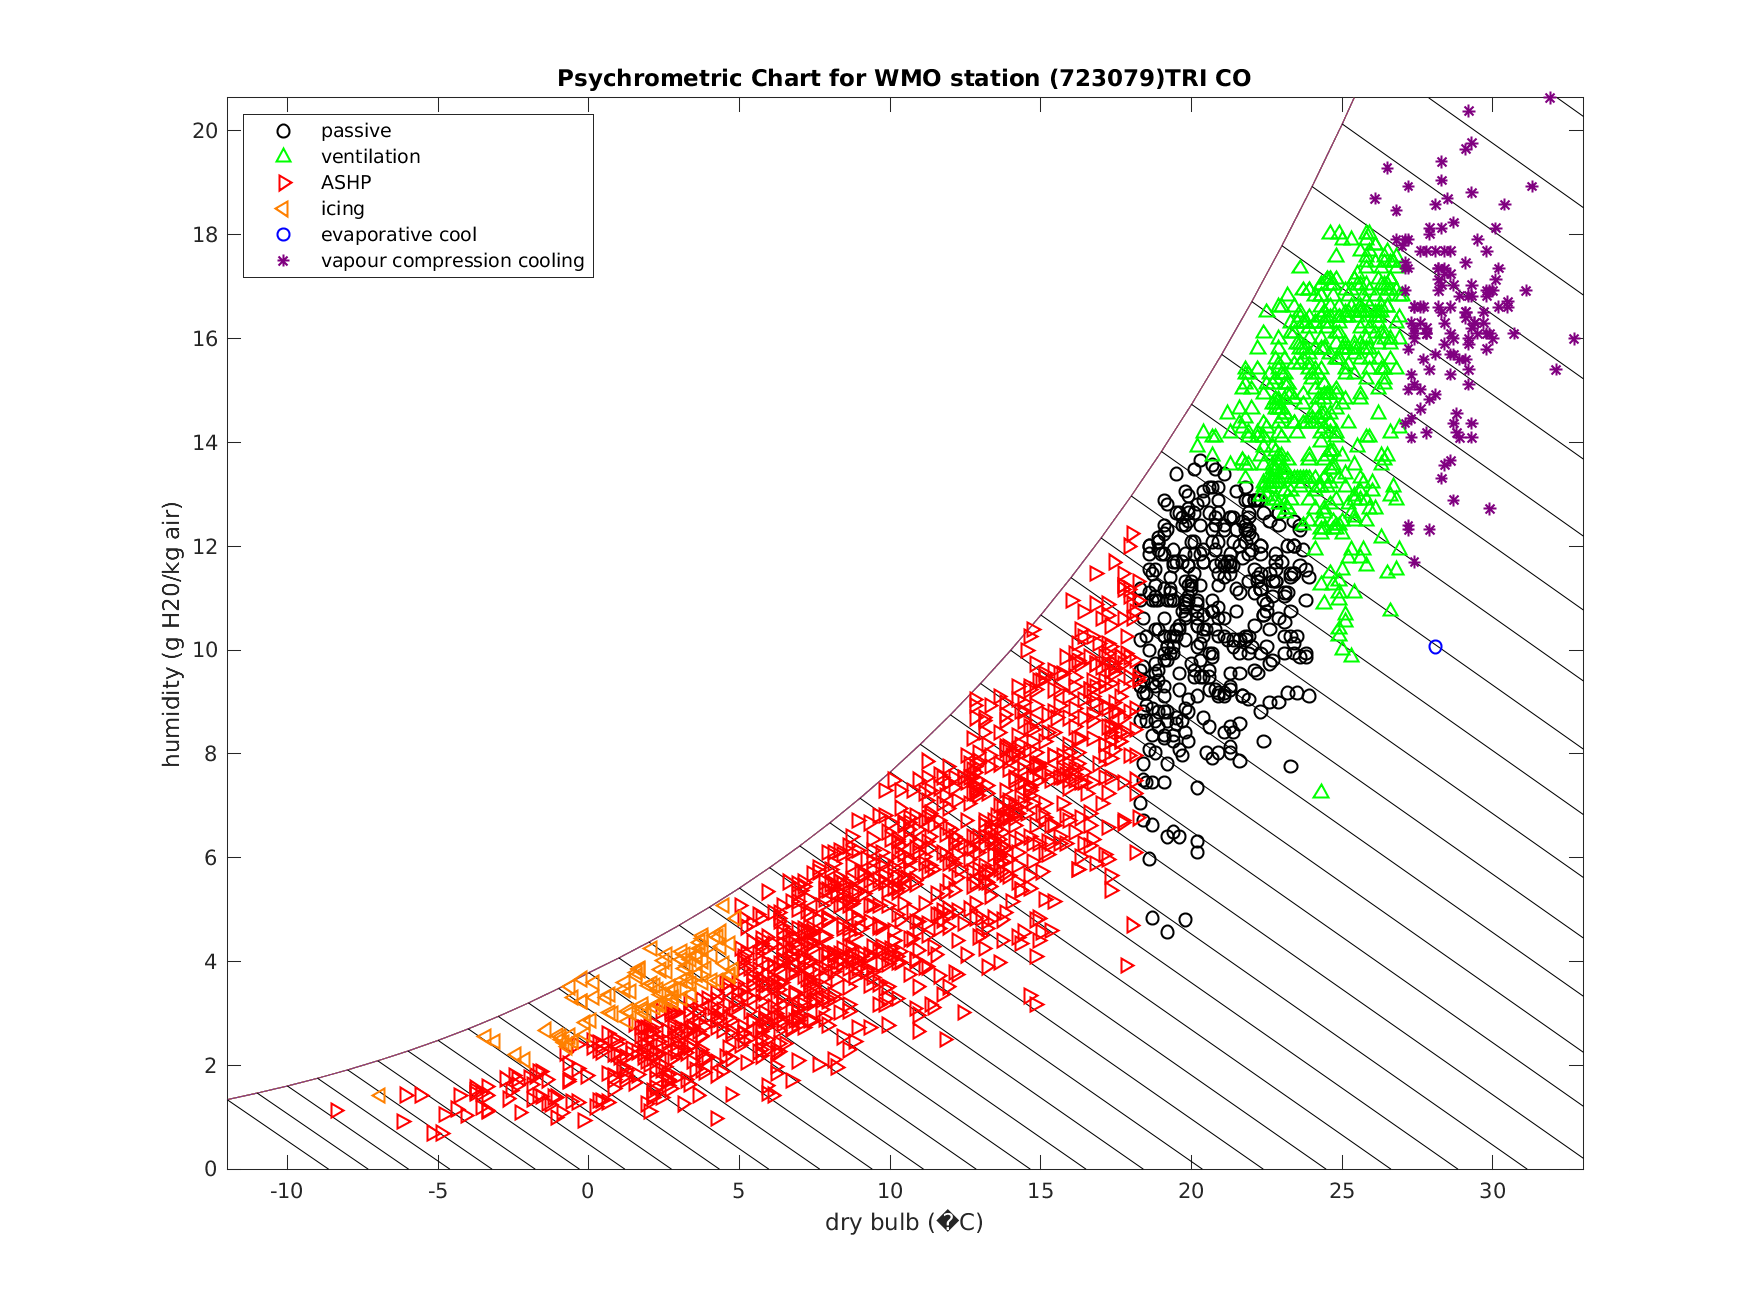 Psychrometric Chart for WMO station (723079)TRI CO
passive
ventilation
ASHP
icing
evaporative cool
vapour compression cooling
humidity (g H20/kg air)
20
18
16
14
12
10
8
6
4
2
0
-10 -5 0 5 10 15 20 25 30
dry bulb (�C)